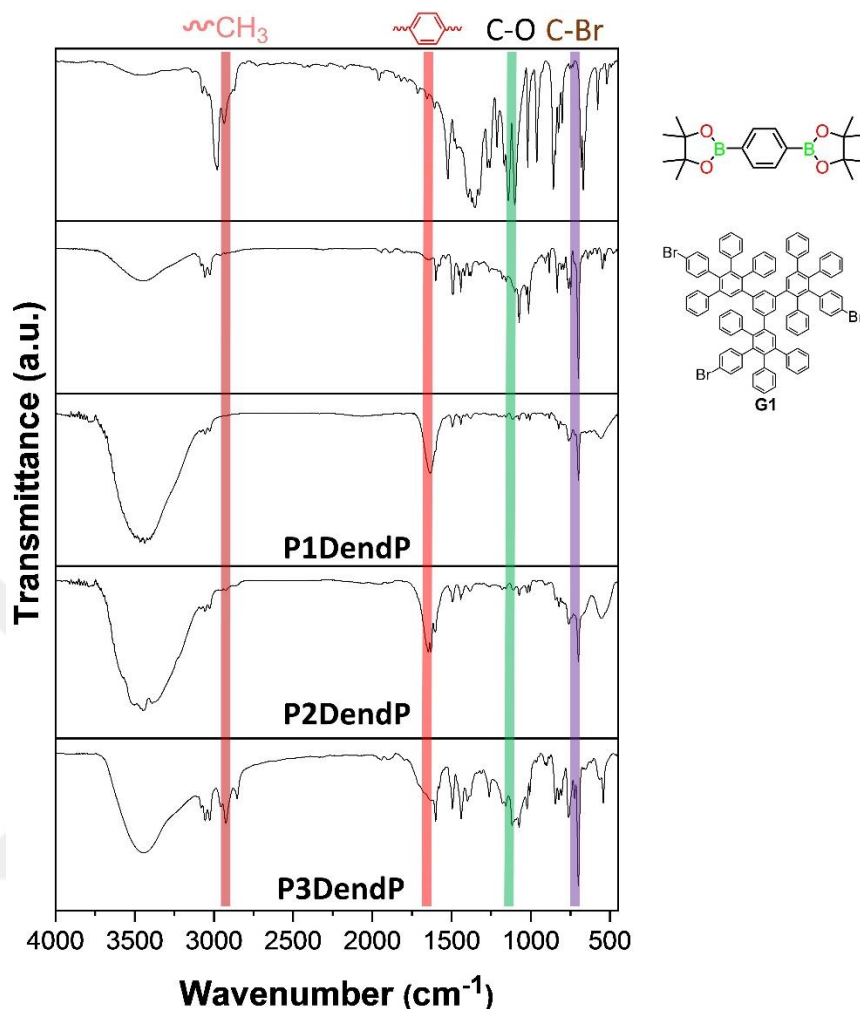 CH₃ C-O C-Br
O O
B B
O O
Br
Br
Br
G1
P1DendP
P2DendP
P3DendP
Transmittance (a.u.)
4000 3500 3000 2500 2000 1500 1000 500
Wavenumber (cm⁻¹)